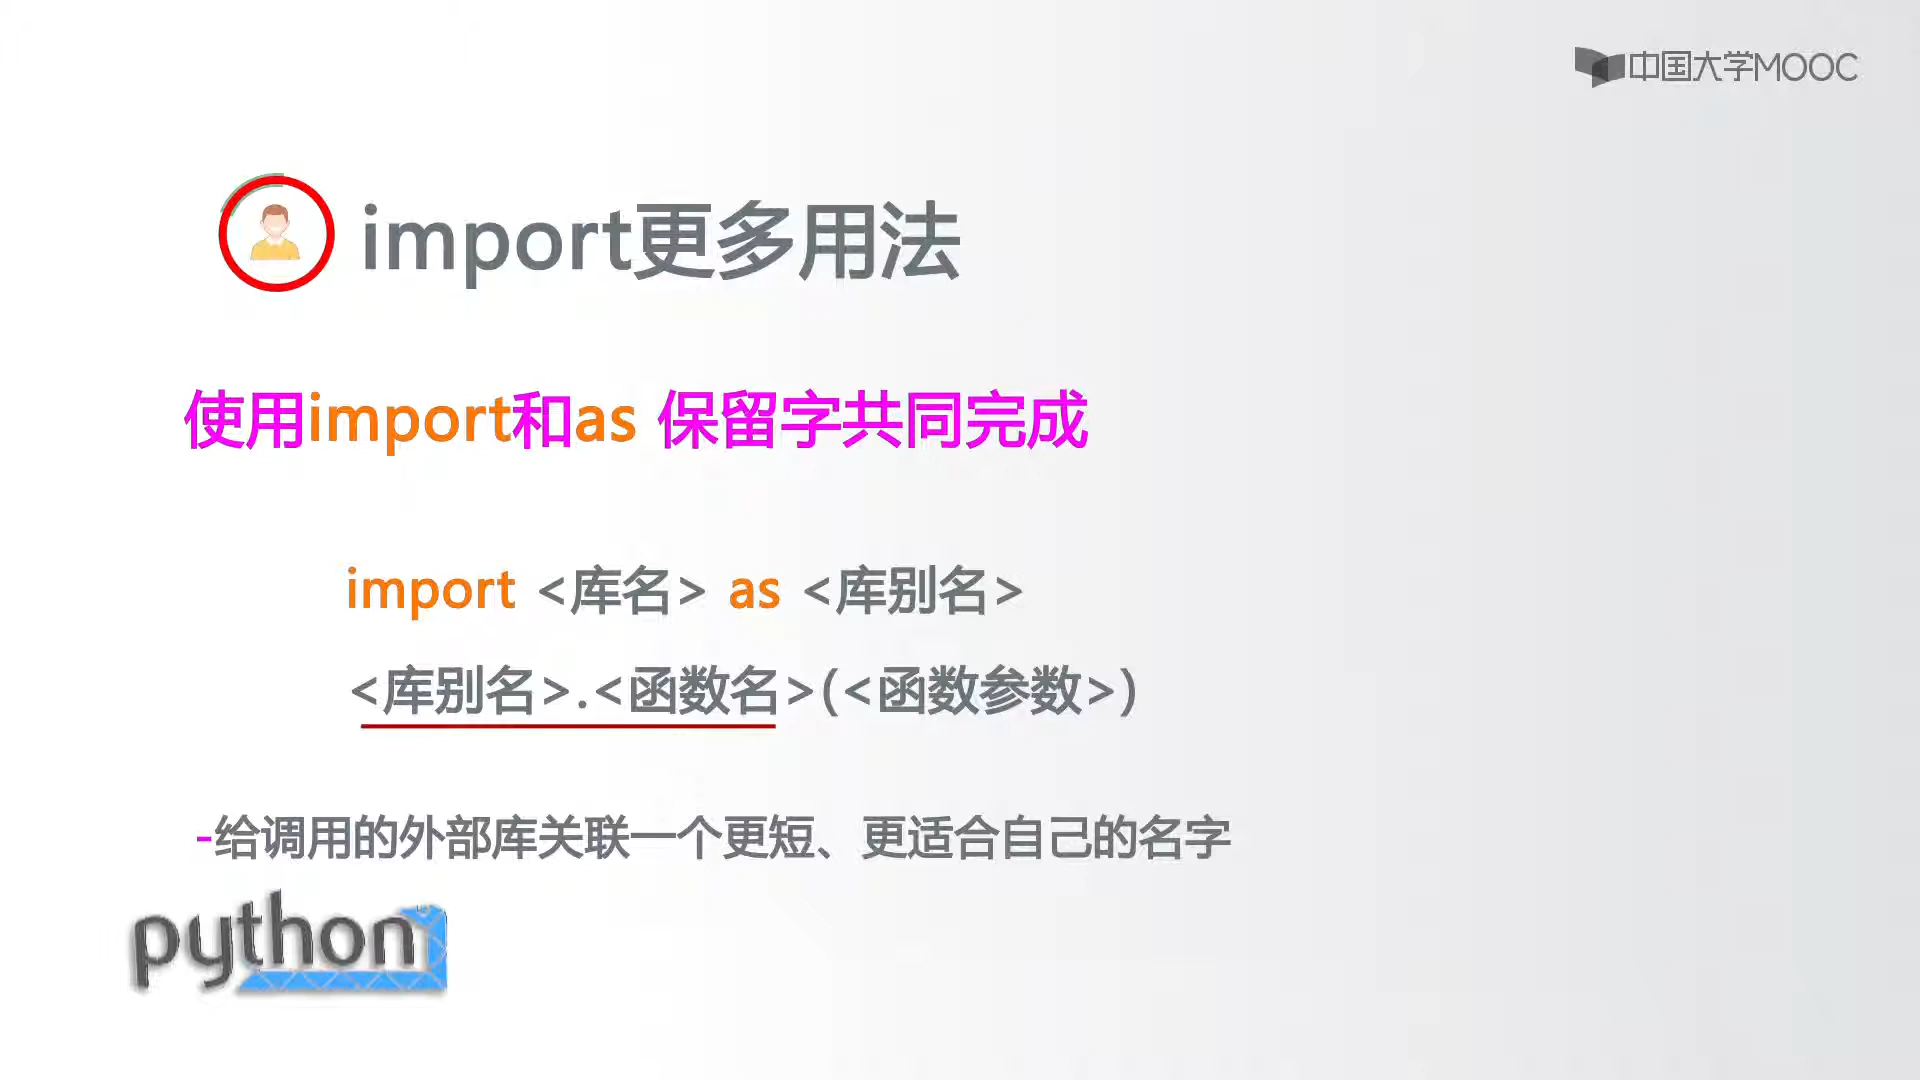 中国大学MOOC
import更多用法
使用import和as 保留字共同完成
import <库名> as <库别名>
<库别名>.<函数名>(<函数参数>)
-给调用的外部库关联一个更短、更适合自己的名字
python